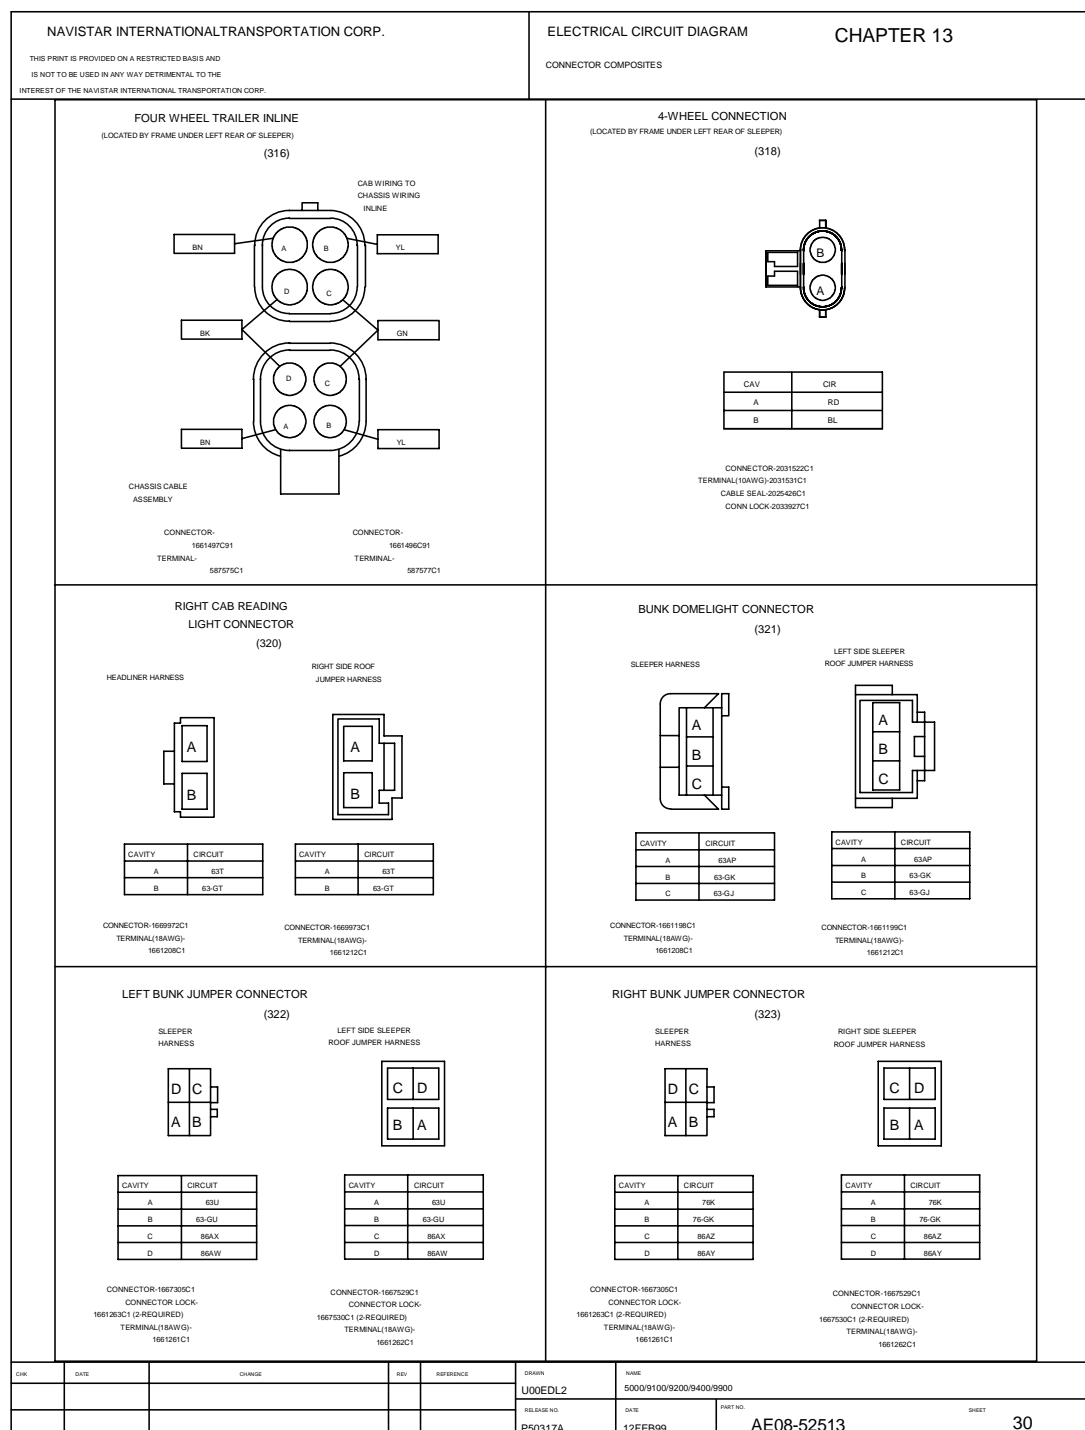 NAVISTAR INTERNATIONALTRANSPORTATION CORP.
THIS PRINT IS PROVIDED ON A RESTRICTED BASIS AND
IS NOT TO BE USED IN ANY WAY DETRIMENTAL TO THE
INTEREST OF THE NAVISTAR INTERNATIONAL TRANSPORTATION CORP.
ELECTRICAL CIRCUIT DIAGRAM
CONNECTOR COMPOSITES
CHAPTER 13
FOUR WHEEL TRAILER INLINE
(LOCATED BY FRAME UNDER LEFT REAR OF SLEEPER)
(316)
CAB WIRING TO
CHASSIS WIRING
INLINE
BN A B YL
D C
BK GN
D C
A B
BN YL
CHASSIS CABLE
ASSEMBLY
CONNECTOR-
1661497C91
TERMINAL-
587575C1
CONNECTOR-
1661496C91
TERMINAL-
587577C1
4-WHEEL CONNECTION
(LOCATED BY FRAME UNDER LEFT REAR OF SLEEPER)
(318)
B
A
CAV CIR
A RD
B BL
CONNECTOR-2031522C1
TERMINAL(10AWG)-2031531C1
CABLE SEAL-2025426C1
CONN LOCK-2033927C1
RIGHT CAB READING
LIGHT CONNECTOR
(320)
HEADLINER HARNESS
A
B
CAVITY CIRCUIT
A 63T
B 63-GT
CONNECTOR-1669972C1
TERMINAL(18AWG)-
1661208C1
RIGHT SIDE ROOF
JUMPER HARNESS
A
B
CAVITY CIRCUIT
A 63T
B 63-GT
CONNECTOR-1669973C1
TERMINAL(18AWG)-
1661212C1
BUNK DOMELIGHT CONNECTOR
(321)
SLEEPER HARNESS
A
B
C
CAVITY CIRCUIT
A 63AP
B 63-GK
C 63-GJ
CONNECTOR-1661198C1
TERMINAL(18AWG)-
1661208C1
LEFT SIDE SLEEPER
ROOF JUMPER HARNESS
A
B
C
CAVITY CIRCUIT
A 63AP
B 63-GK
C 63-GJ
CONNECTOR-1661199C1
TERMINAL(18AWG)-
1661212C1
LEFT BUNK JUMPER CONNECTOR
(322)
SLEEPER
HARNESS
D C
A B
CAVITY CIRCUIT
A 63U
B 63-GU
C 86AX
D 86AW
CONNECTOR-1667305C1
CONNECTOR LOCK-
1661263C1 (2-REQUIRED)
TERMINAL(18AWG)-
1661261C1
LEFT SIDE SLEEPER
ROOF JUMPER HARNESS
C D
B A
CAVITY CIRCUIT
A 63U
B 63-GU
C 86AX
D 86AW
CONNECTOR-1667529C1
CONNECTOR LOCK-
1667530C1 (2-REQUIRED)
TERMINAL(18AWG)-
1661262C1
RIGHT BUNK JUMPER CONNECTOR
(323)
SLEEPER
HARNESS
D C
A B
CAVITY CIRCUIT
A 76K
B 76-GK
C 86AZ
D 86AY
CONNECTOR-1667305C1
CONNECTOR LOCK-
1661263C1 (2-REQUIRED)
TERMINAL(18AWG)-
1661261C1
RIGHT SIDE SLEEPER
ROOF JUMPER HARNESS
C D
B A
CAVITY CIRCUIT
A 76K
B 76-GK
C 86AZ
D 86AY
CONNECTOR-1667529C1
CONNECTOR LOCK-
1667530C1 (2-REQUIRED)
TERMINAL(18AWG)-
1661262C1
CHK DATE CHANGE REV REFERENCE
DRAWN
U00EDL2
NAME
5000/9100/9200/9400/9900
RELEASE NO.
P50317A
DATE
12FEB99
PART NO.
AE08-52513
SHEET
30